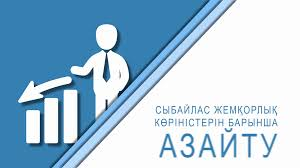 СЫБАЙЛАС ЖЕМҚОРЛЫҚ
КӨРІНІСТЕРІН БАРЫНША
АЗАЙТУ